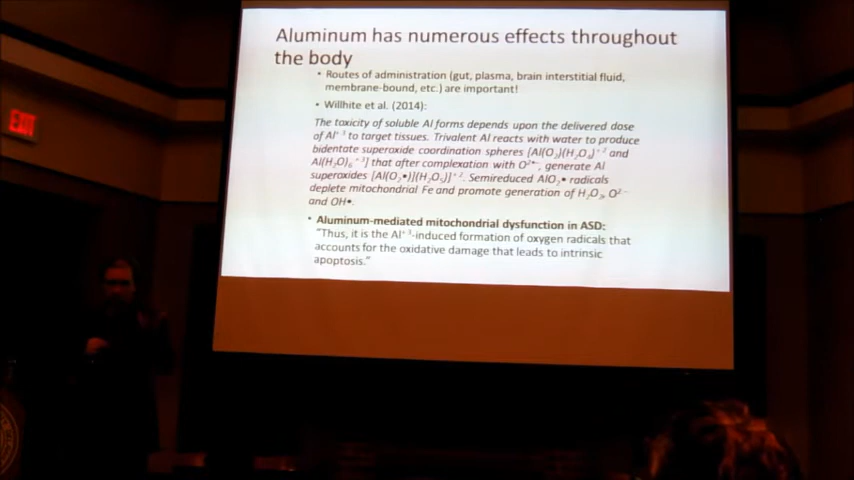 EXIT
Aluminum has numerous effects throughout
the body
• Routes of administration (gut, plasma, brain interstitial fluid,
membrane-bound, etc.) are important!
• Willhite et al. (2014):
The toxicity of soluble Al forms depends upon the delivered dose
of Al⁺³ to target tissues. Trivalent Al reacts with water to produce
bidentate superoxide coordination spheres [Al(O₂)(H₂O₄)⁺² and
Al(H₂O)₆⁺³] that after complexation with O²•⁻, generate Al
superoxides [Al(O₂•)](H₂O₅)]⁺². Semireduced AlO₂• radicals
deplete mitochondrial Fe and promote generation of H₂O₂, O²⁻
and OH•.
• Aluminum-mediated mitochondrial dysfunction in ASD:
"Thus, it is the Al⁺³-induced formation of oxygen radicals that
accounts for the oxidative damage that leads to intrinsic
apoptosis."